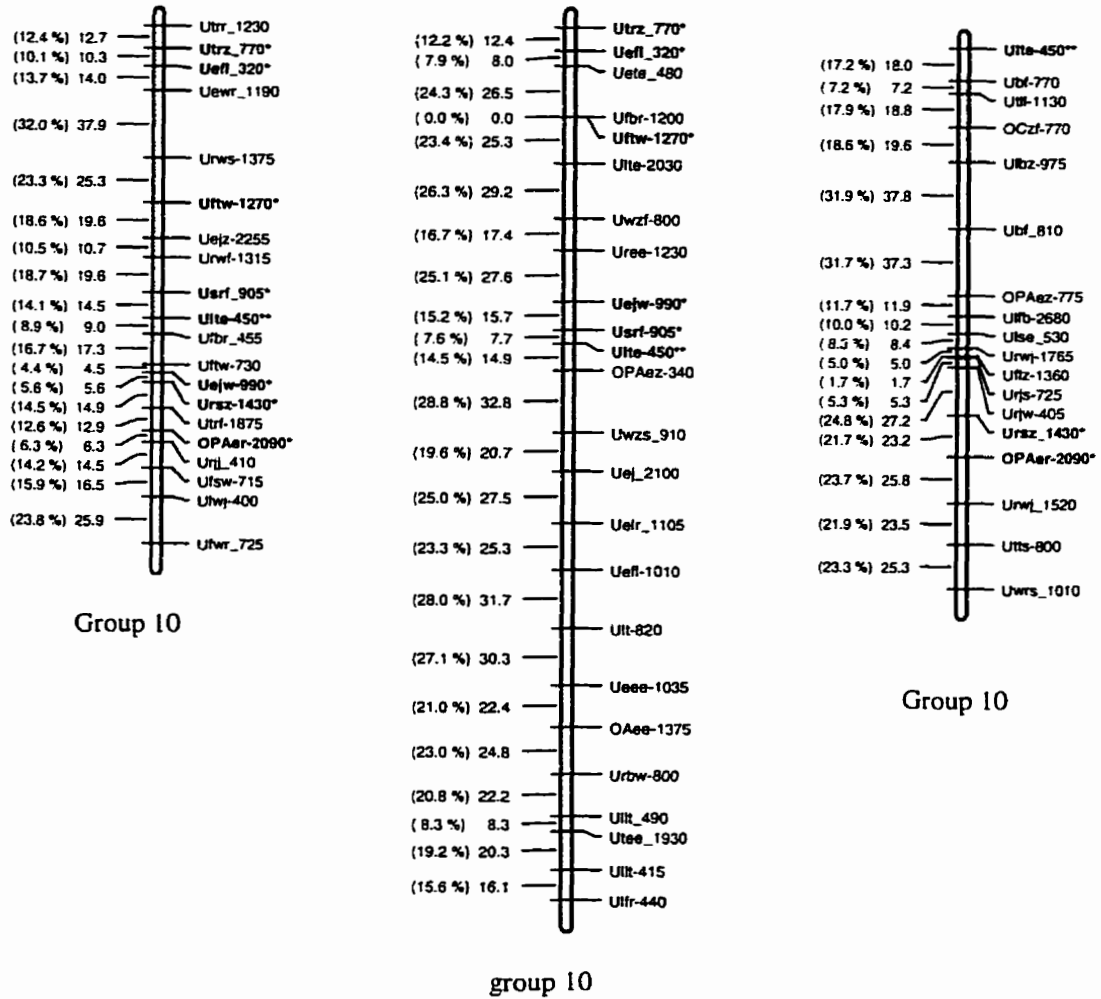 Utrr_1230
(12.4 %) 12.7
Utrz_770*
(10.1 %) 10.3
Uefl_320*
(13.7 %) 14.0
Uewr_1190
(32.0 %) 37.9
Urws-1375
(23.3 %) 25.3
Uftw-1270*
(18.6 %) 19.6
Uejz-2255
(10.5 %) 10.7
Urwf-1315
(18.7 %) 19.6
Usrf_905*
(14.1 %) 14.5
Ulte-450**
(8.9 %) 9.0
Ufbr_455
(16.7 %) 17.3
Uftw-730
(4.4 %) 4.5
Uejw-990*
(5.6 %) 5.6
Ursz-1430*
(14.5 %) 14.9
Utrf-1875
(12.6 %) 12.9
OPAer-2090*
(6.3 %) 6.3
(14.2 %) 14.5
Ufsw-715
(15.9 %) 16.5
Ulwj-400
(23.8 %) 25.9
Ufwr_725
Group 10
Utrz_770*
(12.2 %) 12.4
Uefl_320*
(7.9 %) 8.0
Uete_480
(24.3 %) 26.5
Ufbr-1200
(0.0 %) 0.0
Uftw-1270*
(23.4 %) 25.3
Ulte-2030
(26.3 %) 29.2
Uwzf-800
(16.7 %) 17.4
Uree-1230
(25.1 %) 27.6
Uejw-990*
(15.2 %) 15.7
Usrf-905*
(7.6 %) 7.7
Ulte-450**
(14.5 %) 14.9
OPAez-340
(28.8 %) 32.8
Uwzs_910
(19.6 %) 20.7
Uej_2100
(25.0 %) 27.5
Uelr_1105
(23.3 %) 25.3
Uefl-1010
(28.0 %) 31.7
Ult-820
(27.1 %) 30.3
Ueee-1035
(21.0 %) 22.4
OAee-1375
(23.0 %) 24.8
Urbw-800
(20.8 %) 22.2
(8.3 %) 8.3
Utee_1930
(19.2 %) 20.3
(15.6 %) 16.1
Ulfr-440
group 10
Ulte-450**
(17.2 %) 18.0
Ubf-770
(7.2 %) 7.2
(17.9 %) 18.8
OCzf-770
(18.6 %) 19.6
Ulbz-975
(31.9 %) 37.8
Ubf_810
(31.7 %) 37.3
OPAez-775
(11.7 %) 11.9
Ulfb-2680
(10.0 %) 10.2
Ulse_530
(8.3 %) 8.4
Urwj-1765
(5.0 %) 5.0
Uflz-1360
(1.7 %) 1.7
Urjs-725
(5.3 %) 5.3
Urjw-405
(24.8 %) 27.2
Ursz_1430*
(21.7 %) 23.2
OPAer-2090*
(23.7 %) 25.8
Urwj_1520
(21.9 %) 23.5
Utts-800
(23.3 %) 25.3
Uwrs_1010
Group 10